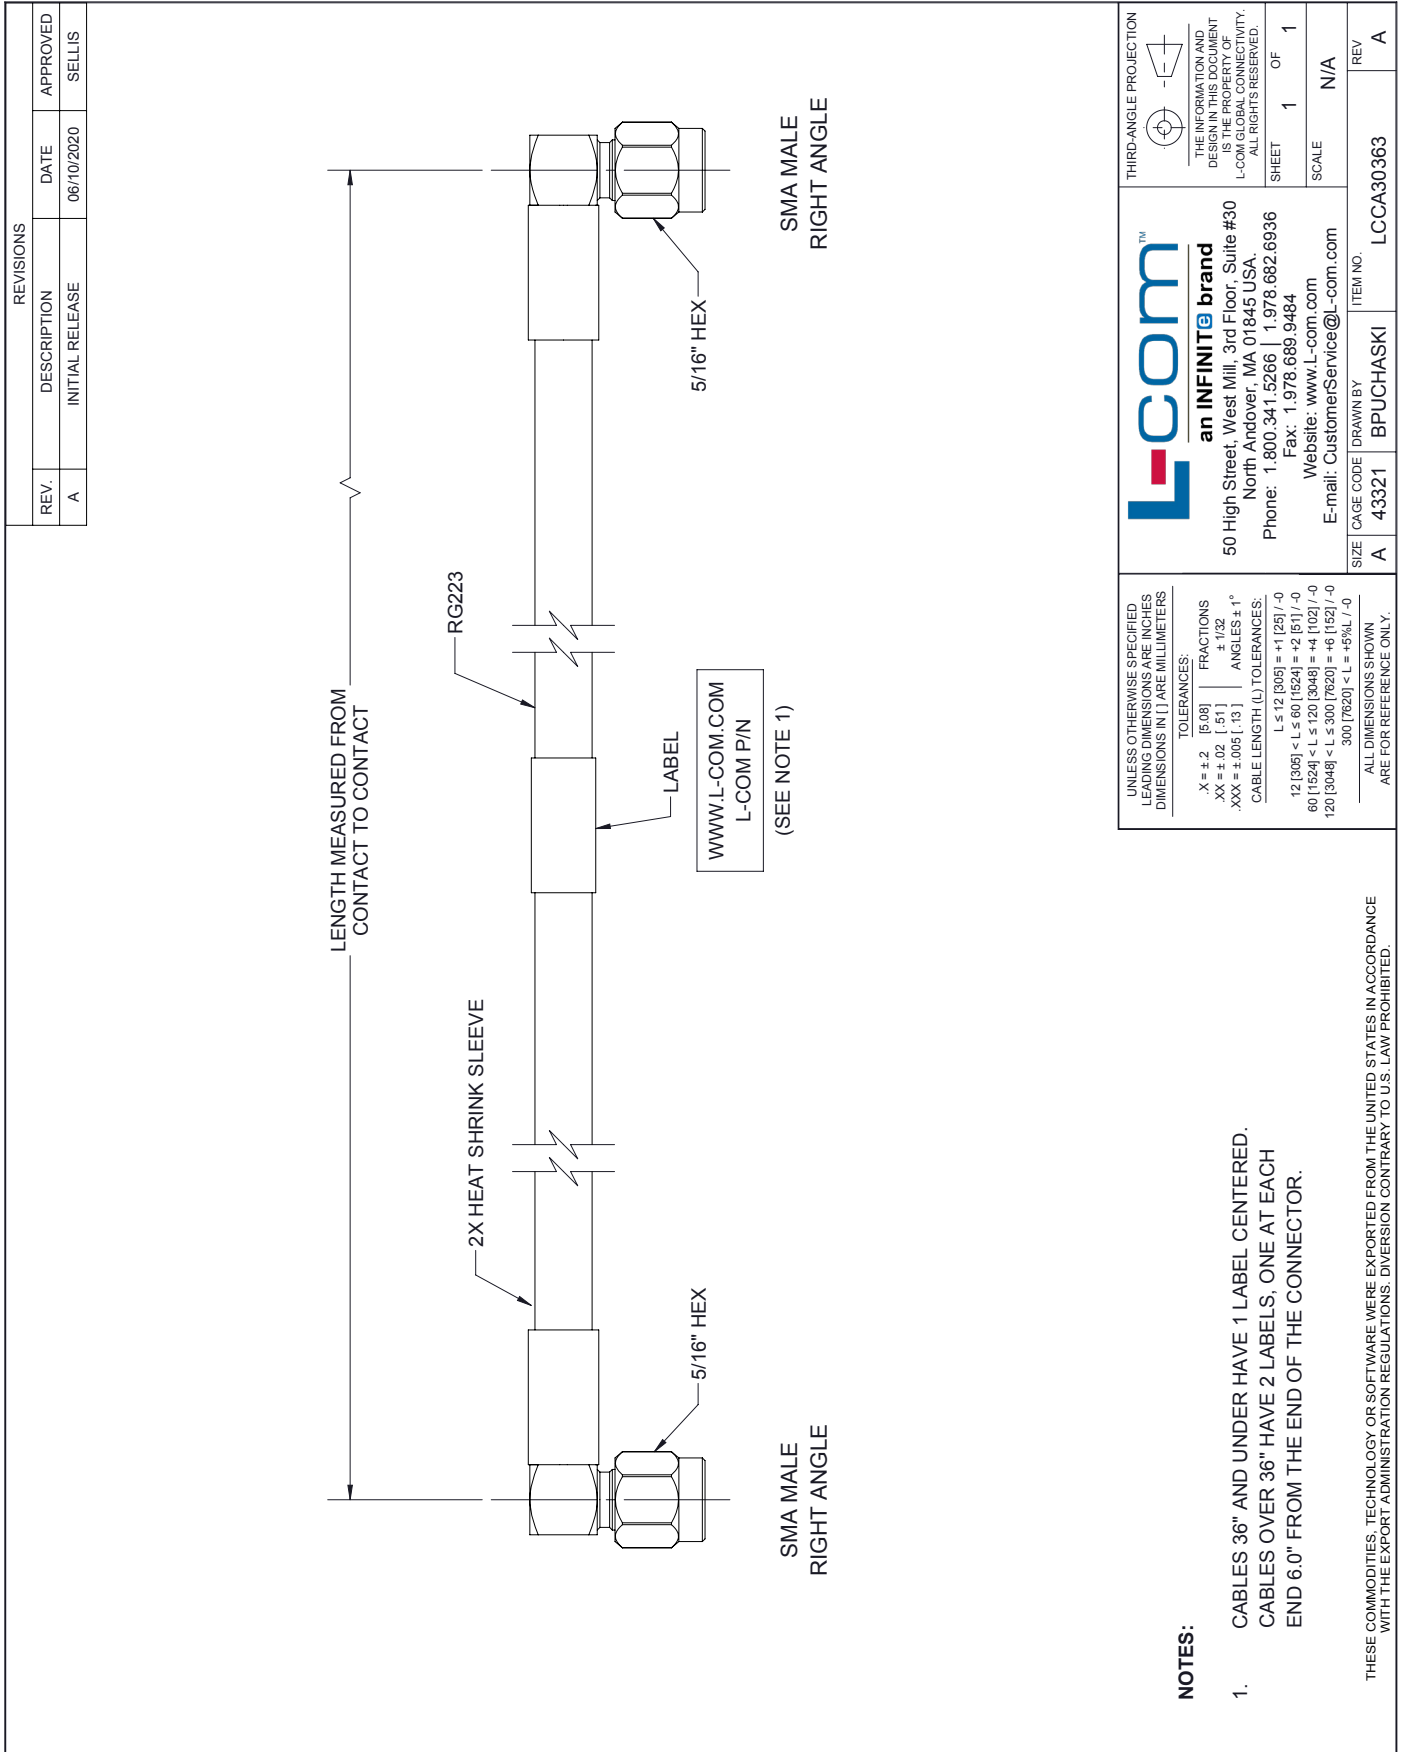 REVISIONS
REV. DESCRIPTION DATE APPROVED
A INITIAL RELEASE 06/10/2020 SELLIS
LENGTH MEASURED FROM
CONTACT TO CONTACT
RG223
2X HEAT SHRINK SLEEVE
LABEL
WWW.L-COM.COM
L-COM P/N
(SEE NOTE 1)
5/16" HEX
5/16" HEX
SMA MALE
RIGHT ANGLE
SMA MALE
RIGHT ANGLE
NOTES:
1. CABLES 36" AND UNDER HAVE 1 LABEL CENTERED.
CABLES OVER 36" HAVE 2 LABELS, ONE AT EACH
END 6.0" FROM THE END OF THE CONNECTOR.
THESE COMMODITIES, TECHNOLOGY OR SOFTWARE WERE EXPORTED FROM THE UNITED STATES IN ACCORDANCE
WITH THE EXPORT ADMINISTRATION REGULATIONS. DIVERSION CONTRARY TO U.S. LAW PROHIBITED.
UNLESS OTHERWISE SPECIFIED
LEADING DIMENSIONS ARE INCHES
DIMENSIONS IN [ ] ARE MILLIMETERS
TOLERANCES:
.X = ± .2 [5.08] FRACTIONS
.XX = ± .02 [.51 ] ± 1/32
.XXX = ± .005 [ .13 ] ANGLES ± 1°
CABLE LENGTH (L) TOLERANCES:
L ≤ 12 [305] = +1 [25] / -0
12 [305] < L ≤ 60 [1524] = +2 [51] / -0
60 [1524] < L ≤ 120 [3048] = +4 [102] / -0
120 [3048] < L ≤ 300 [7620] = +6 [152] / -0
300 [7620] < L = +5%L / -0
ALL DIMENSIONS SHOWN
ARE FOR REFERENCE ONLY.
L-com™
an INFINITe brand
50 High Street, West Mill, 3rd Floor, Suite #30
North Andover, MA 01845 USA.
Phone: 1.800.341.5266 | 1.978.682.6936
Fax: 1.978.689.9484
Website: www.L-com.com
E-mail: CustomerService@L-com.com
THIRD-ANGLE PROJECTION
THE INFORMATION AND
DESIGN IN THIS DOCUMENT
IS THE PROPERTY OF
L-COM GLOBAL CONNECTIVITY.
ALL RIGHTS RESERVED.
SHEET 1 OF 1
SCALE N/A
SIZE CAGE CODE DRAWN BY ITEM NO. REV
A 43321 BPUCHASKI LCCA30363 A